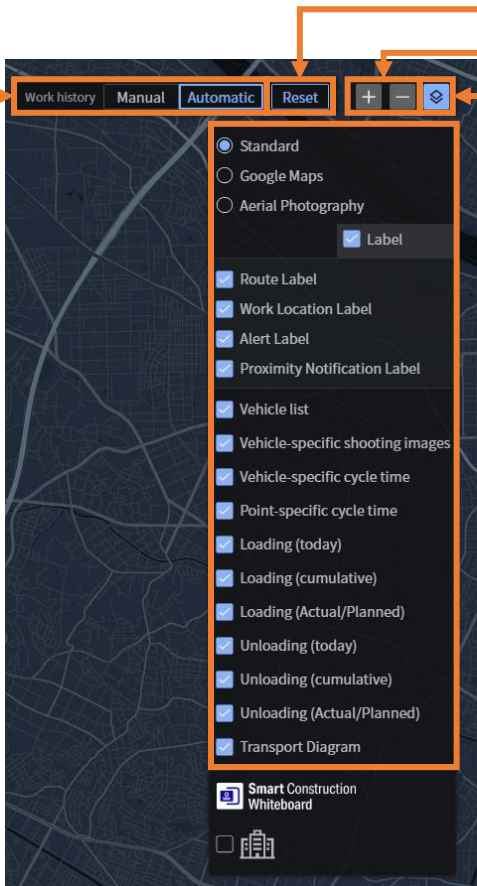 Work history Manual Automatic Reset + −
Standard
Google Maps
Aerial Photography
Label
Route Label
Work Location Label
Alert Label
Proximity Notification Label
Vehicle list
Vehicle-specific shooting images
Vehicle-specific cycle time
Point-specific cycle time
Loading (today)
Loading (cumulative)
Loading (Actual/Planned)
Unloading (today)
Unloading (cumulative)
Unloading (Actual/Planned)
Transport Diagram
Smart Construction
Whiteboard